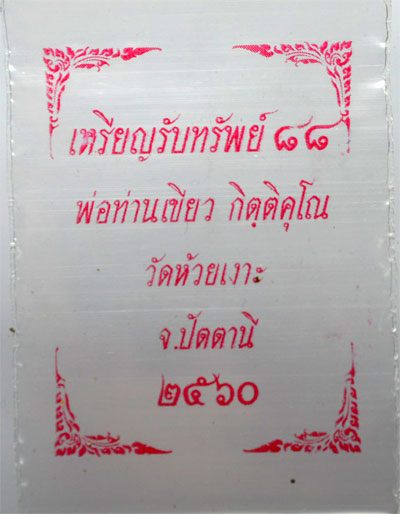 เหรียญรับทรัพย์ ๘๘
พ่อท่านเขียว กิตฺติคุโณ
วัดห้วยเงาะ
จ.ปัตตานี
๒๕๖๐